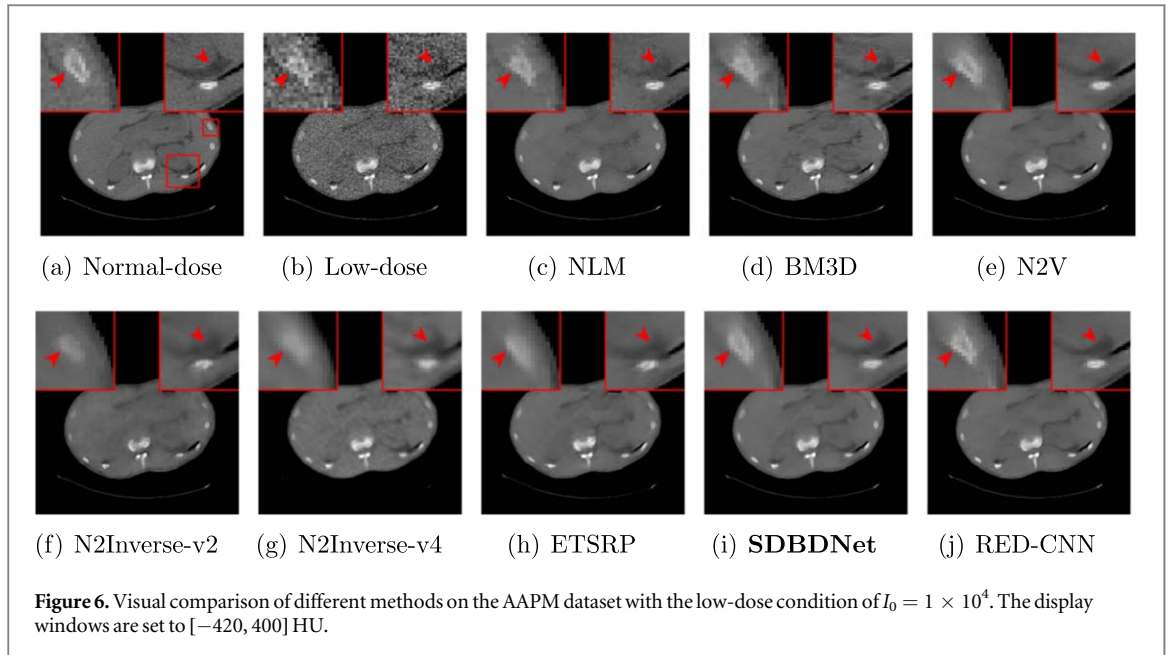 (a) Normal-dose (b) Low-dose (c) NLM (d) BM3D (e) N2V
(f) N2Inverse-v2 (g) N2Inverse-v4 (h) ETSRP (i) SDBDNet (j) RED-CNN
Figure 6. Visual comparison of different methods on the AAPM dataset with the low-dose condition of I₀ = 1 × 10⁴. The display
windows are set to [−420, 400] HU.